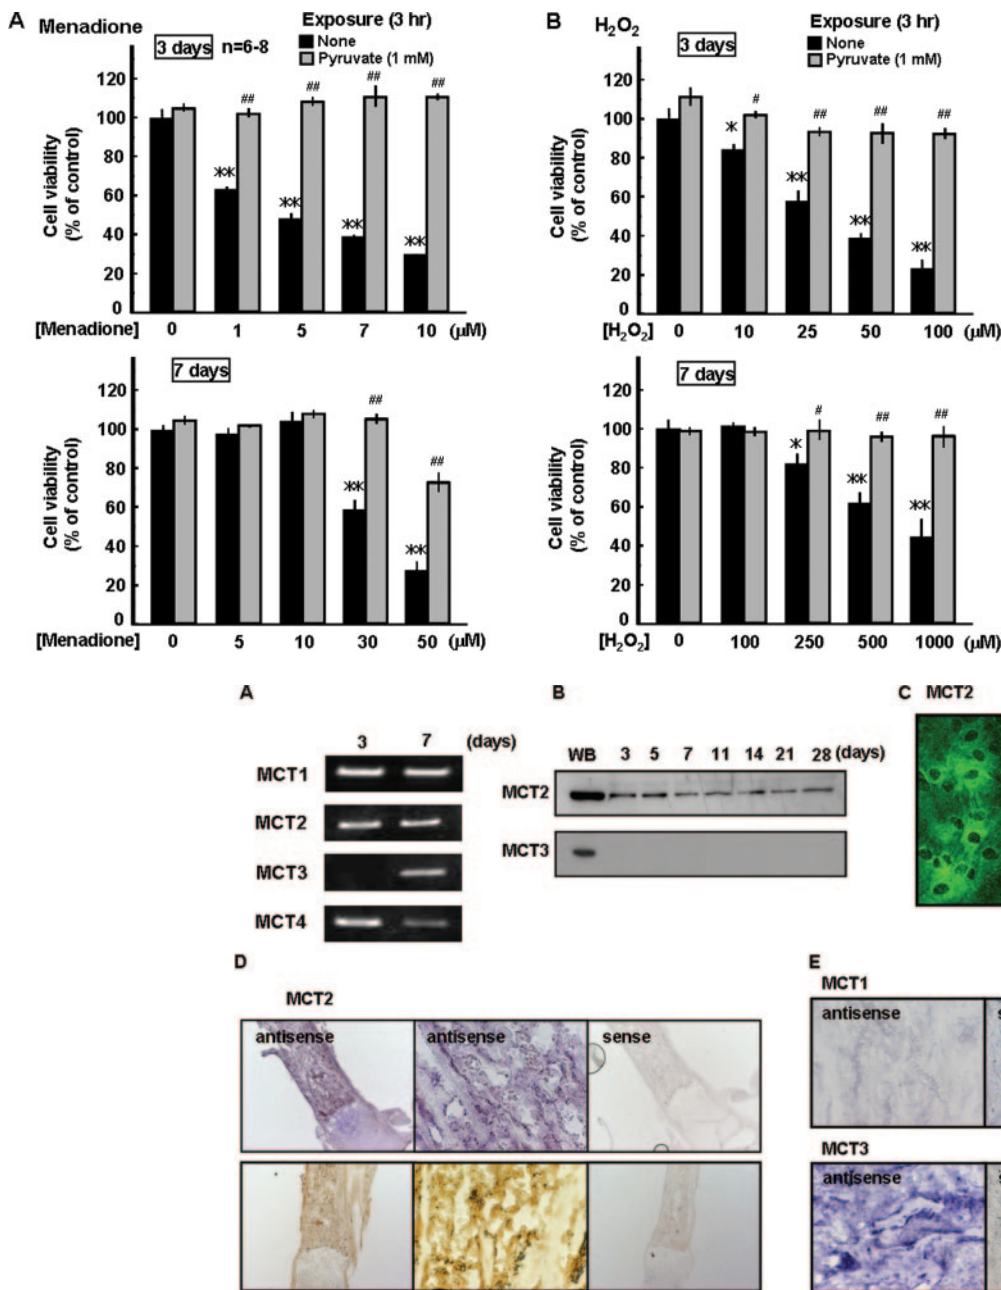 A
Menadione
Exposure (3 hr)
3 days n=6-8
None
Pyruvate (1 mM)
120
100
80
60
40
20
0
Cell viability
(% of control)
## ## ## ##
** ** ** **
[Menadione] 0 1 5 7 10 (μM)
7 days
120
100
80
60
40
20
0
Cell viability
(% of control)
## ##
** **
[Menadione] 0 5 10 30 50 (μM)
B
H₂O₂
Exposure (3 hr)
3 days
None
Pyruvate (1 mM)
120
100
80
60
40
20
0
Cell viability
(% of control)
# ## ## ##
* ** ** **
[H₂O₂] 0 10 25 50 100 (μM)
7 days
120
100
80
60
40
20
0
Cell viability
(% of control)
# ## ##
* ** **
[H₂O₂] 0 100 250 500 1000 (μM)
A
3 7 (days)
MCT1
MCT2
MCT3
MCT4
B
WB 3 5 7 11 14 21 28 (days)
MCT2
MCT3
C MCT2
D
MCT2
antisense antisense sense
E
MCT1
antisense s
MCT3
antisense s